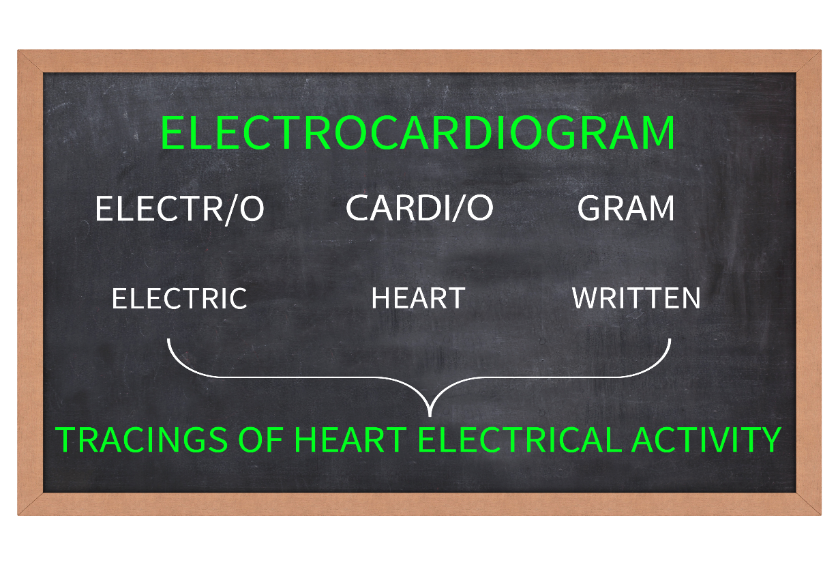 ELECTROCARDIOGRAM
ELECTR/O CARDI/O GRAM
ELECTRIC HEART WRITTEN
TRACINGS OF HEART ELECTRICAL ACTIVITY